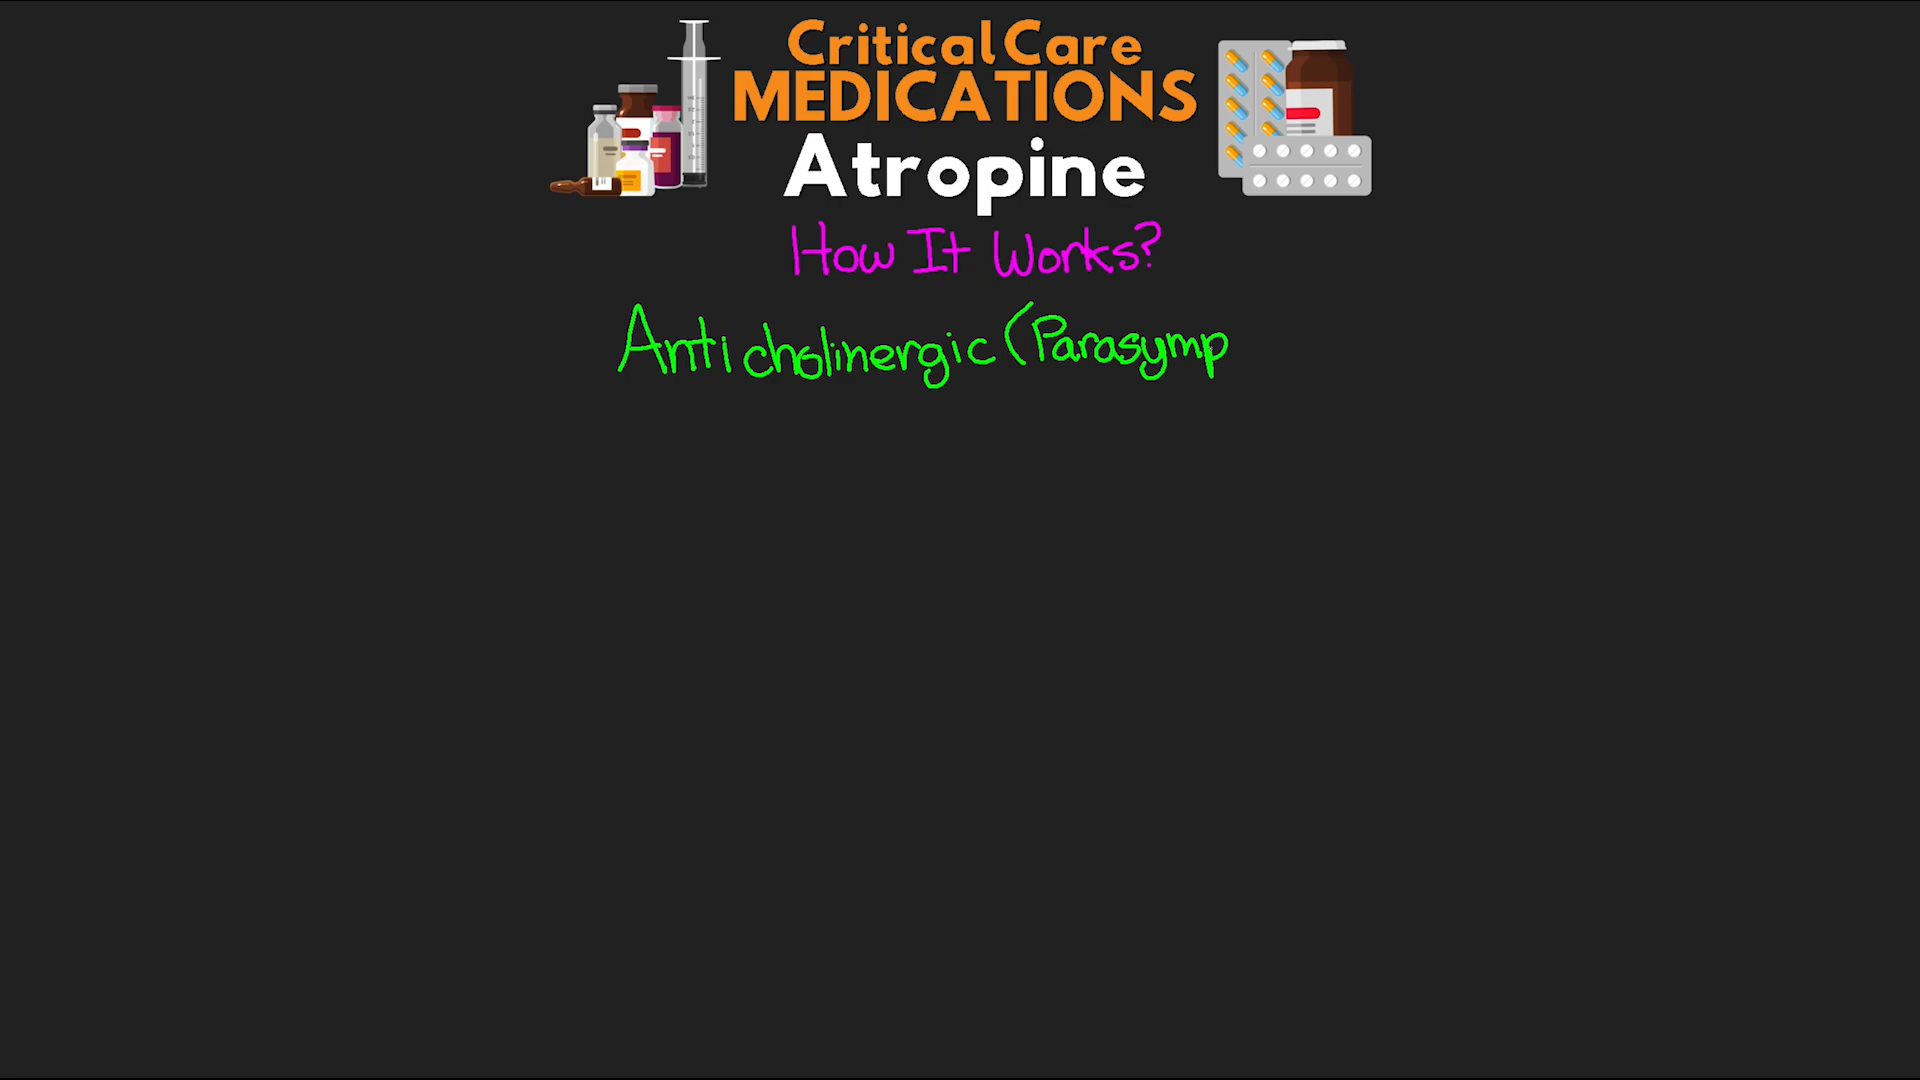 Critical Care
MEDICATIONS
Atropine
How It Works?
Anticholinergic (Parasymp